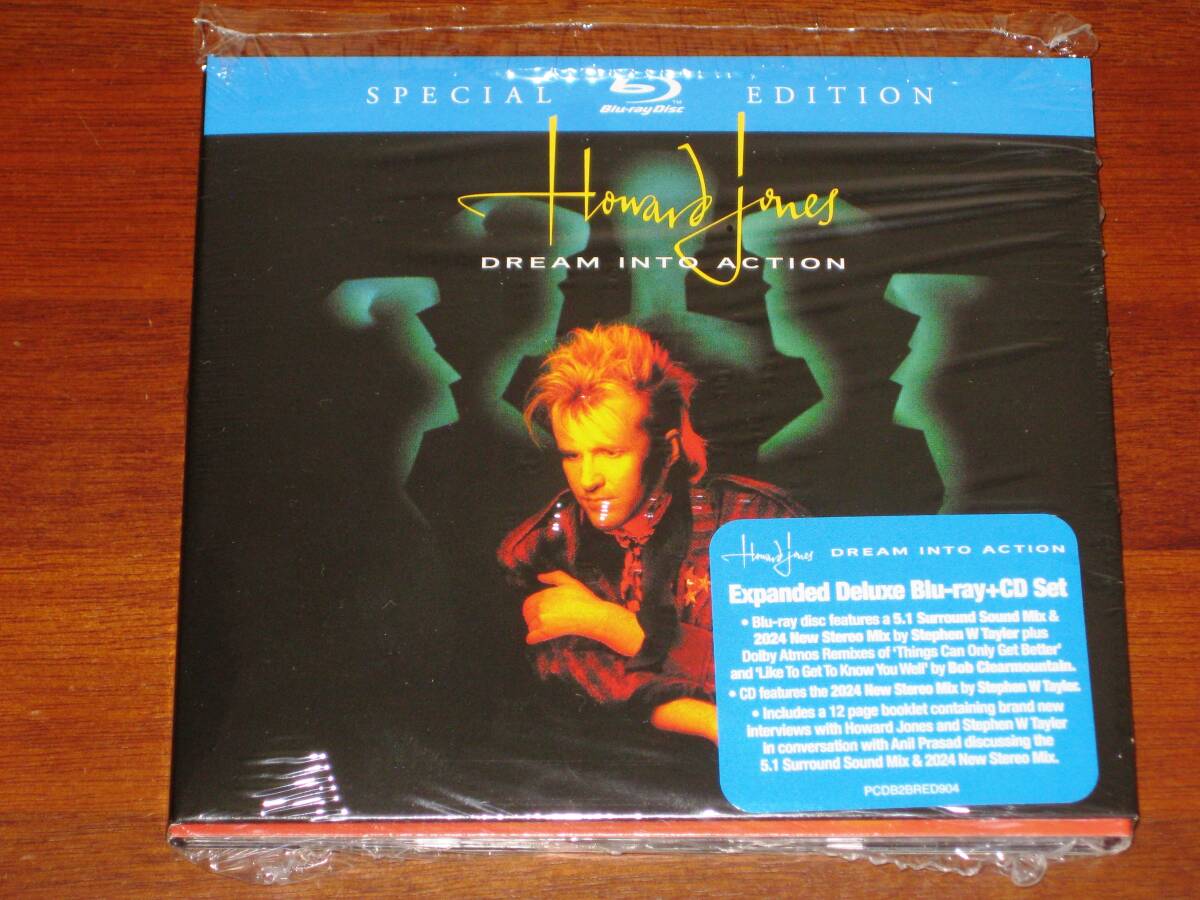 SPECIAL Blu-ray Disc™ EDITION
Howard Jones
DREAM INTO ACTION
Howard Jones DREAM INTO ACTION
Expanded Deluxe Blu-ray+CD Set
• Blu-ray disc features a 5.1 Surround Sound Mix &
2024 New Stereo Mix by Stephen W Tayler plus
Dolby Atmos Remixes of 'Things Can Only Get Better'
and 'Like To Get To Know You Well' by Bob Clearmountain.
• CD features the 2024 New Stereo Mix by Stephen W Tayler.
• Includes a 12 page booklet containing brand new
interviews with Howard Jones and Stephen W Tayler
in conversation with Anil Prasad discussing the
5.1 Surround Sound Mix & 2024 New Stereo Mix.
PCDB2BRED904